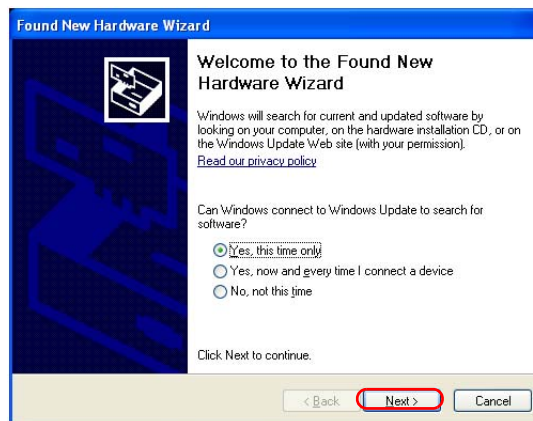 Found New Hardware Wizard
Welcome to the Found New
Hardware Wizard
Windows will search for current and updated software by
looking on your computer, on the hardware installation CD, or on
the Windows Update Web site (with your permission).
Read our privacy policy
Can Windows connect to Windows Update to search for
software?
Yes, this time only
Yes, now and every time I connect a device
No, not this time
Click Next to continue.
< Back
Next >
Cancel